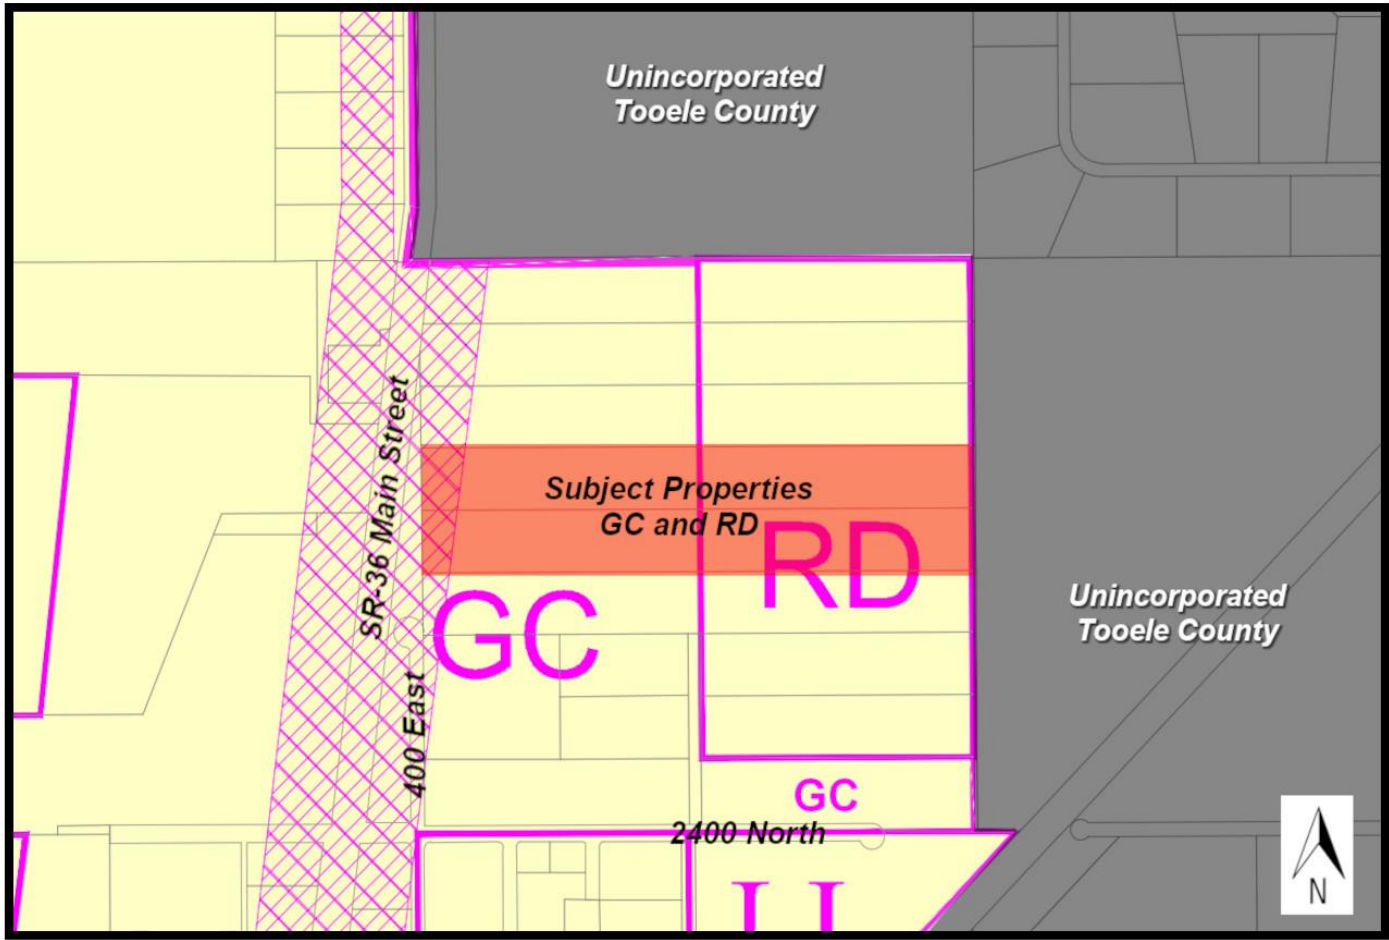 Unincorporated
Tooele County
SR-36 Main Street
Subject Properties
GC and RD
RD
GC
Unincorporated
Tooele County
400 East
GC
2400 North
N